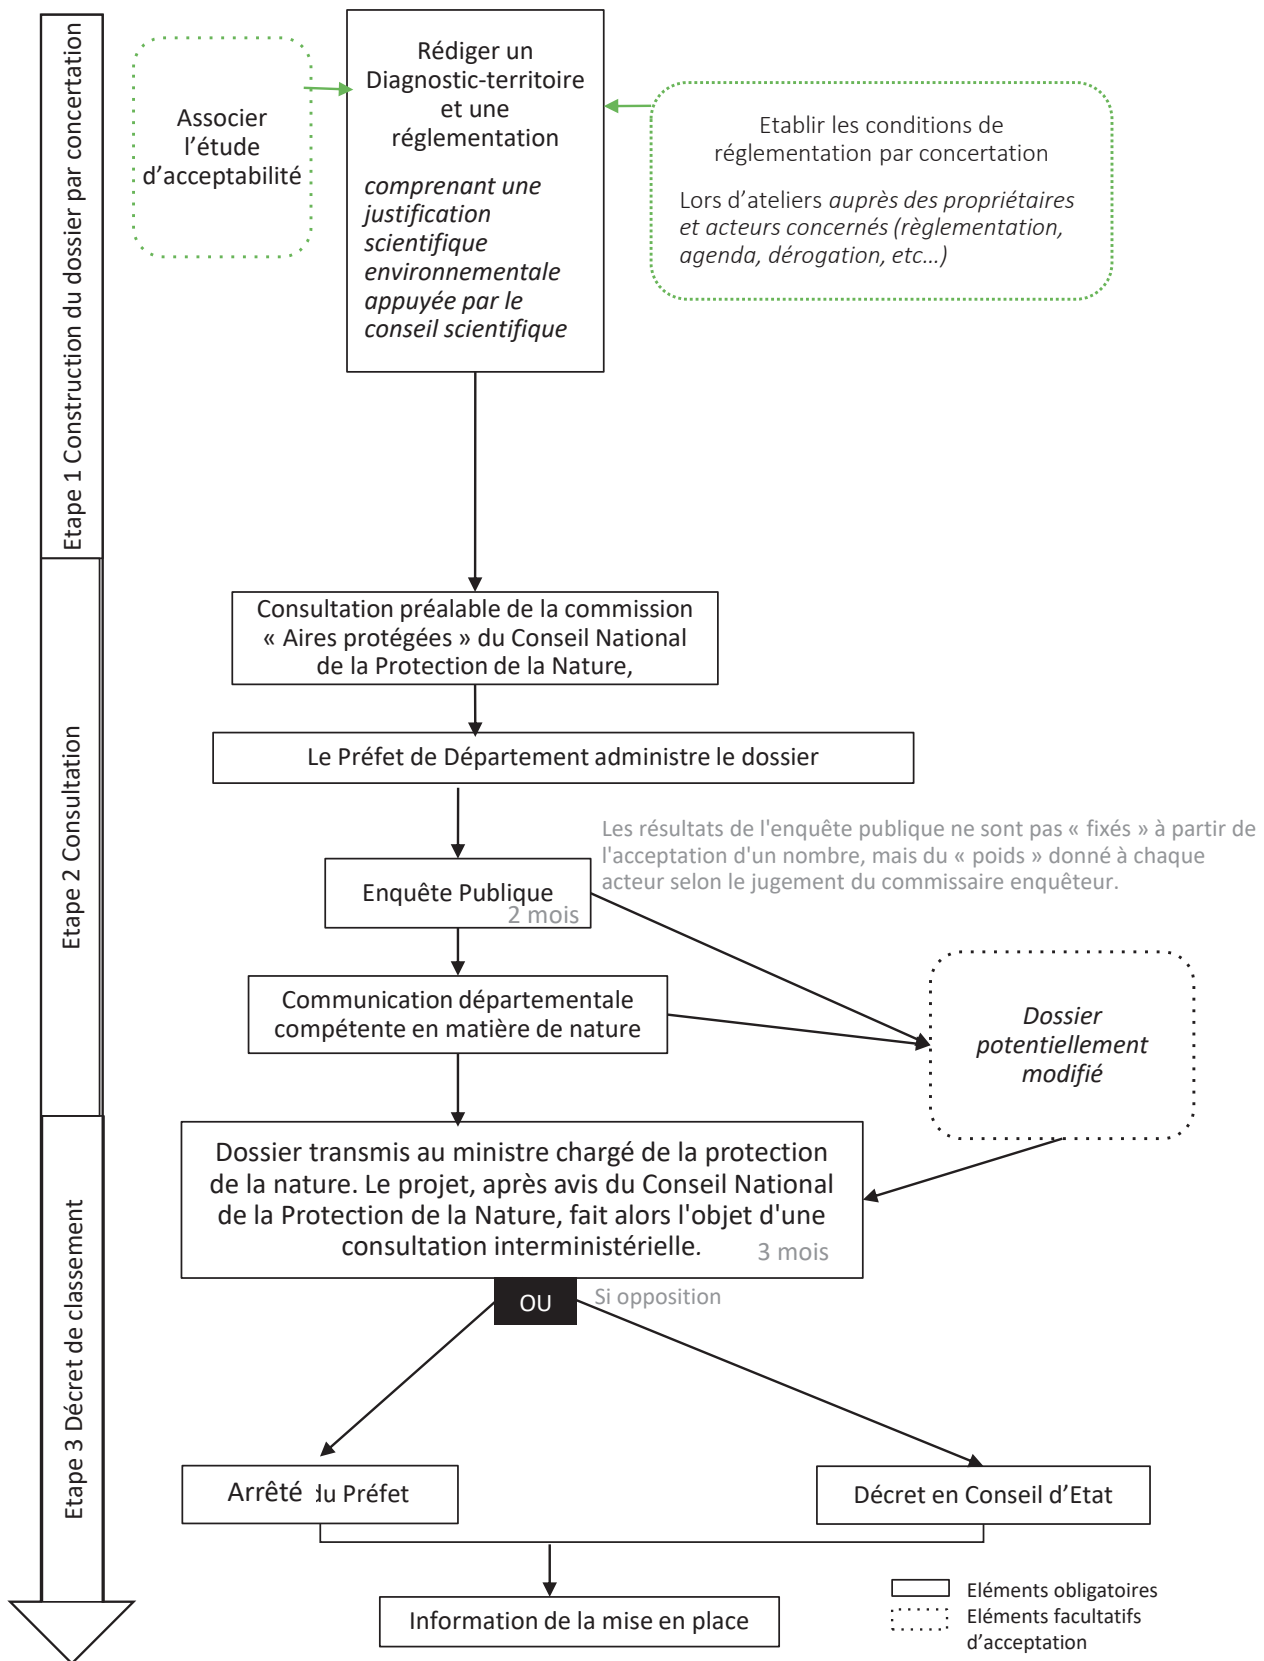 Etape 1 Construction du dossier par concertation
Associer
l'étude
d'acceptabilité
Rédiger un
Diagnostic-territoire
et une
réglementation
comprenant une
justification
scientifique
environnementale
appuyée par le
conseil scientifique
Etablir les conditions de
réglementation par concertation
Lors d'ateliers auprès des propriétaires
et acteurs concernés (règlementation,
agenda, dérogation, etc...)
Etape 2 Consultation
Consultation préalable de la commission
« Aires protégées » du Conseil National
de la Protection de la Nature,
Le Préfet de Département administre le dossier
Les résultats de l'enquête publique ne sont pas « fixés » à partir de
l'acceptation d'un nombre, mais du « poids » donné à chaque
acteur selon le jugement du commissaire enquêteur.
Enquête Publique
2 mois
Communication départementale
compétente en matière de nature
Dossier
potentiellement
modifié
Etape 3 Décret de classement
Dossier transmis au ministre chargé de la protection
de la nature. Le projet, après avis du Conseil National
de la Protection de la Nature, fait alors l'objet d'une
consultation interministérielle.
3 mois
OU
Si opposition
Arrêté du Préfet
Décret en Conseil d'Etat
Information de la mise en place
Eléments obligatoires
Eléments facultatifs
d'acceptation